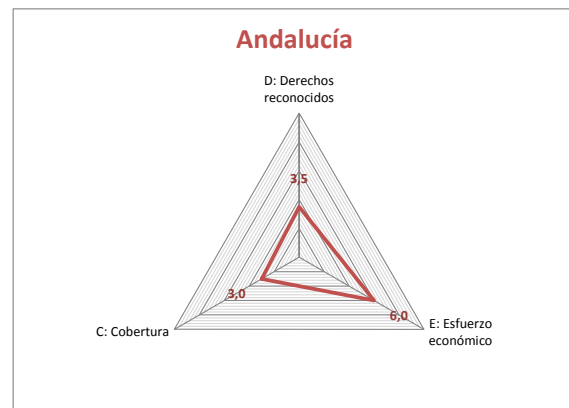 Andalucía
D: Derechos
reconocidos
3,5
3,0
6,0
C: Cobertura
E: Esfuerzo
económico